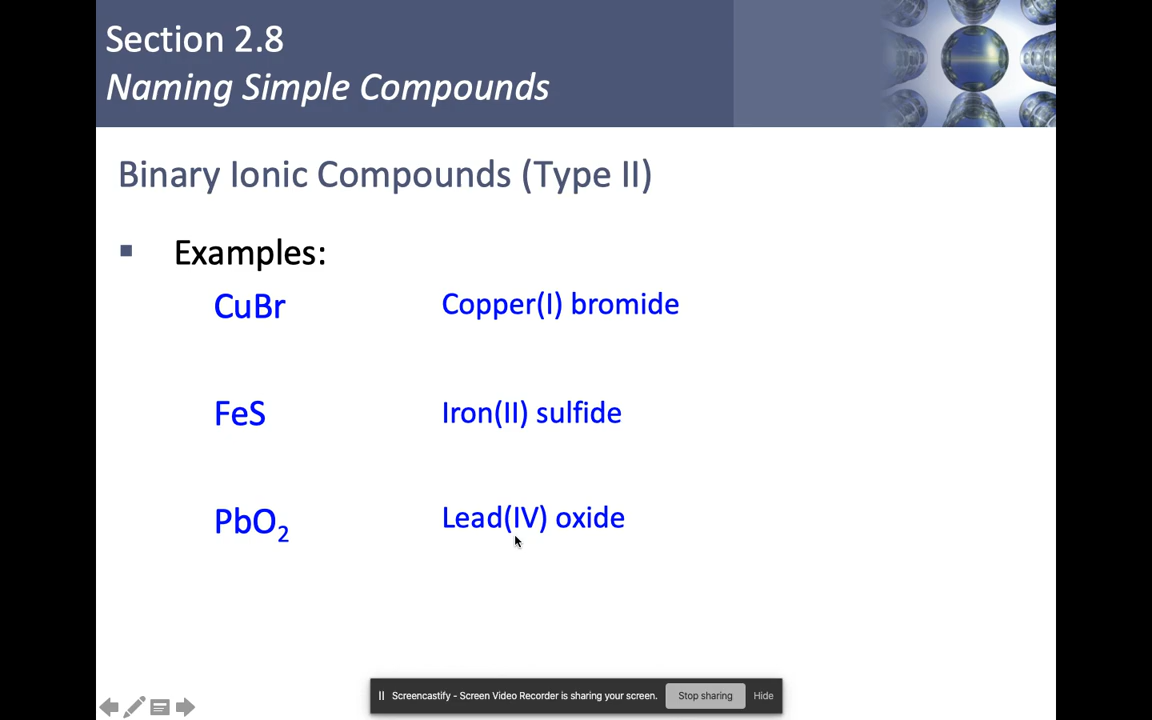 Section 2.8
Naming Simple Compounds
Binary Ionic Compounds (Type II)
▪ Examples:
CuBr Copper(I) bromide
FeS Iron(II) sulfide
PbO₂ Lead(IV) oxide
Screencastify - Screen Video Recorder is sharing your screen. Stop sharing Hide